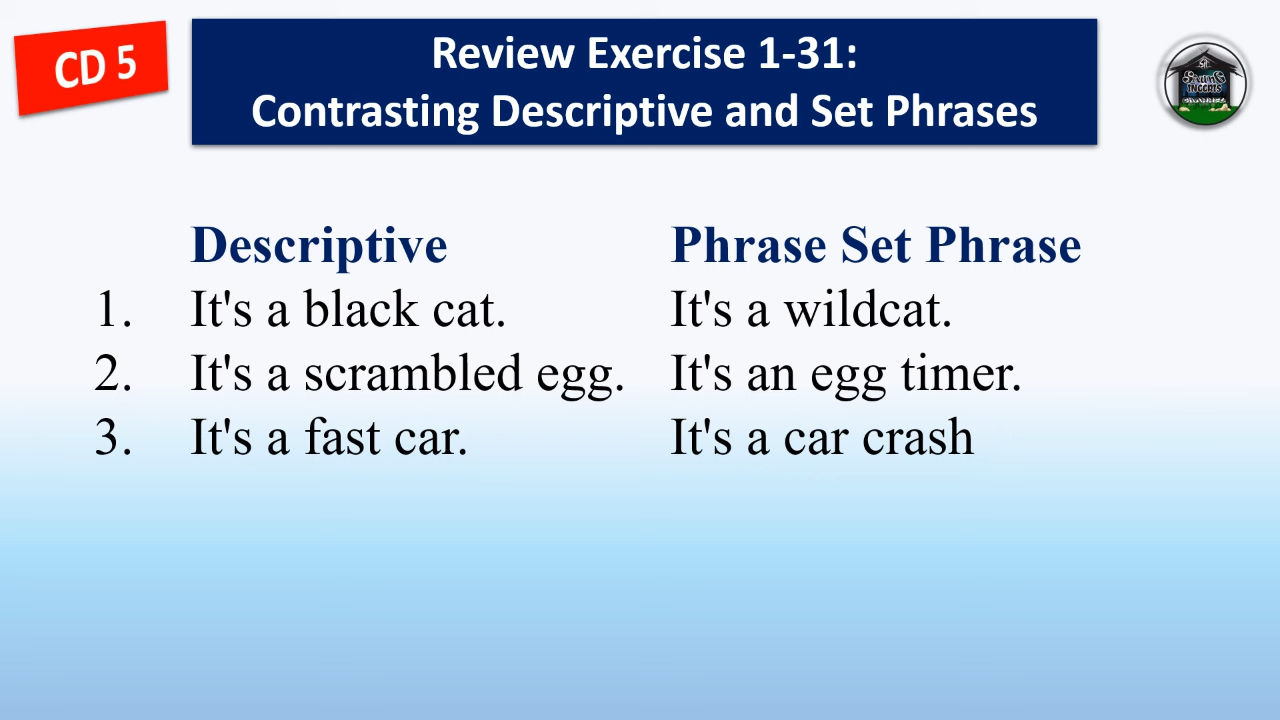 CD 5
Review Exercise 1-31:
Contrasting Descriptive and Set Phrases
Descriptive Phrase Set Phrase
1. It's a black cat. It's a wildcat.
2. It's a scrambled egg. It's an egg timer.
3. It's a fast car. It's a car crash